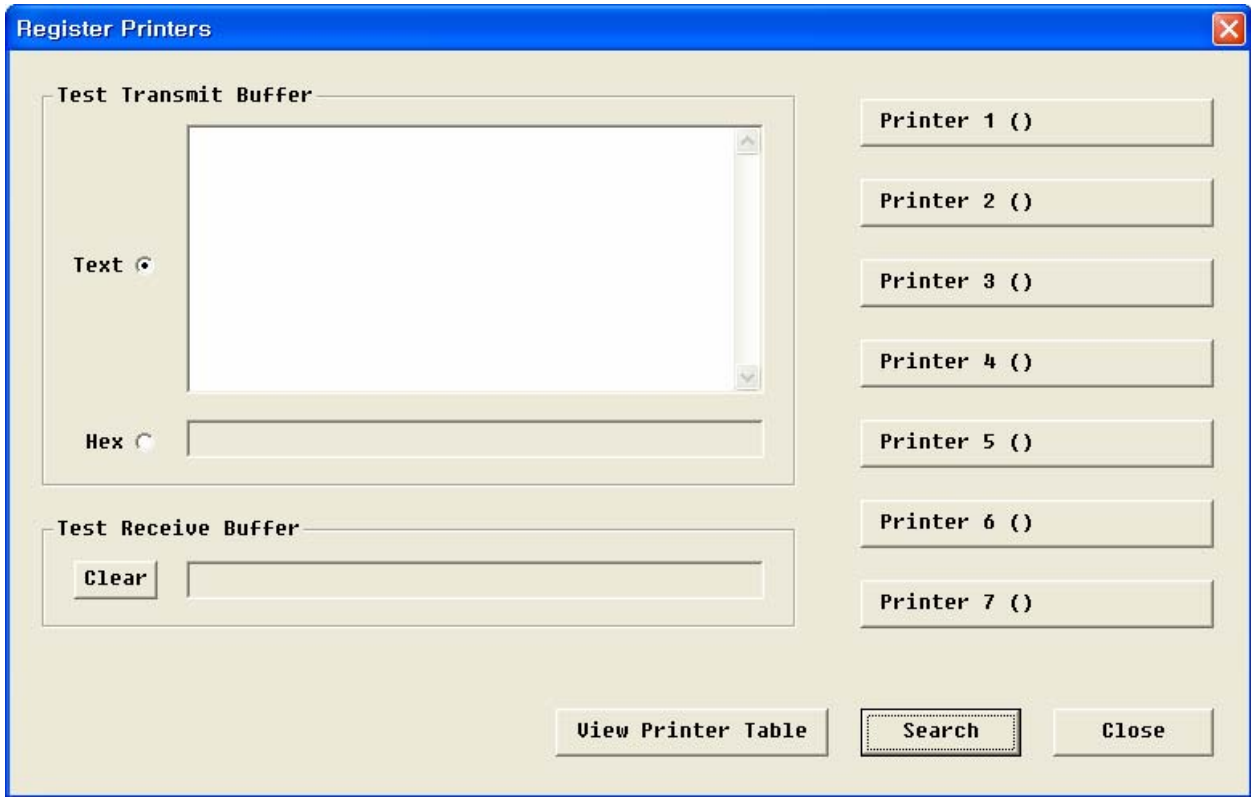 Register Printers
Test Transmit Buffer
Text
Hex
Test Receive Buffer
Clear
Printer 1 ()
Printer 2 ()
Printer 3 ()
Printer 4 ()
Printer 5 ()
Printer 6 ()
Printer 7 ()
View Printer Table
Search
Close